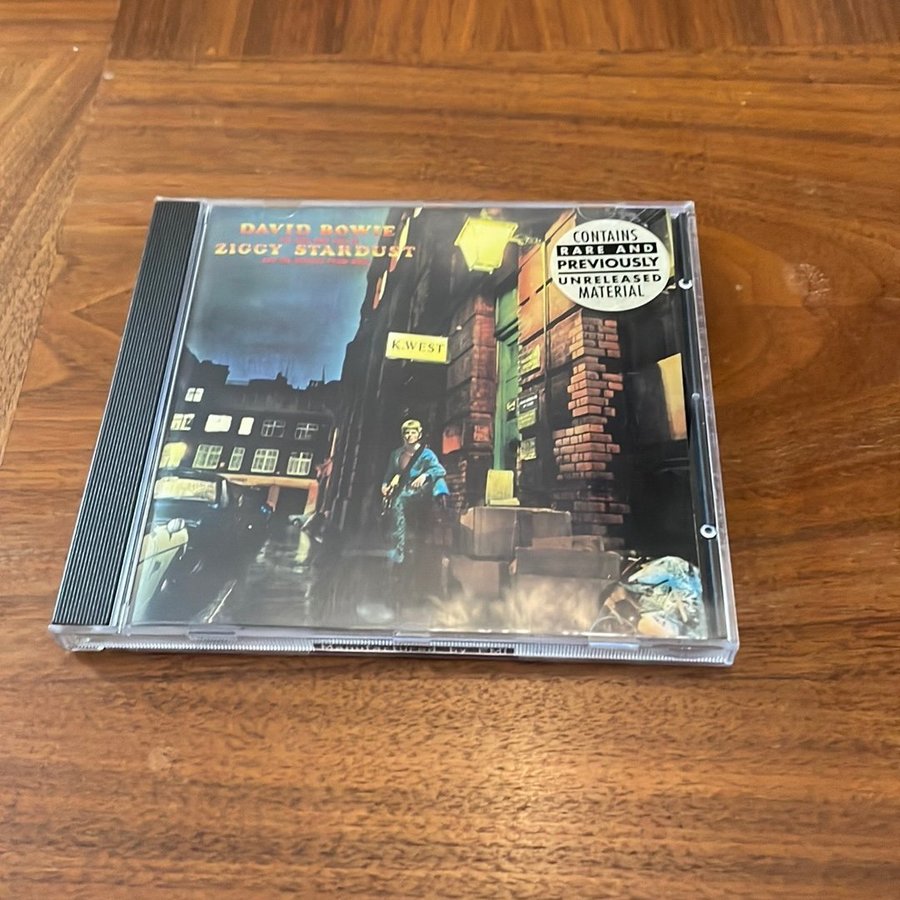 DAVID BOWIE
ZIGGY STARDUST
CONTAINS
RARE AND
PREVIOUSLY
UNRELEASED
MATERIAL
K.WEST